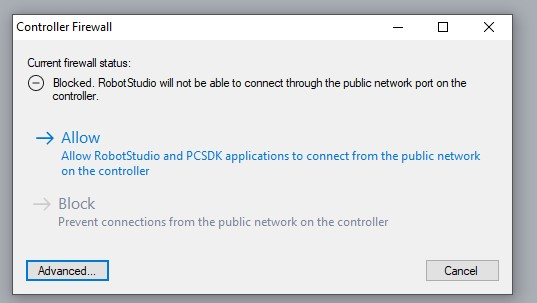 Controller Firewall
Current firewall status:
Blocked. RobotStudio will not be able to connect through the public network port on the
controller.
Allow
Allow RobotStudio and PCSDK applications to connect from the public network
on the controller
Block
Prevent connections from the public network on the controller
Advanced...
Cancel